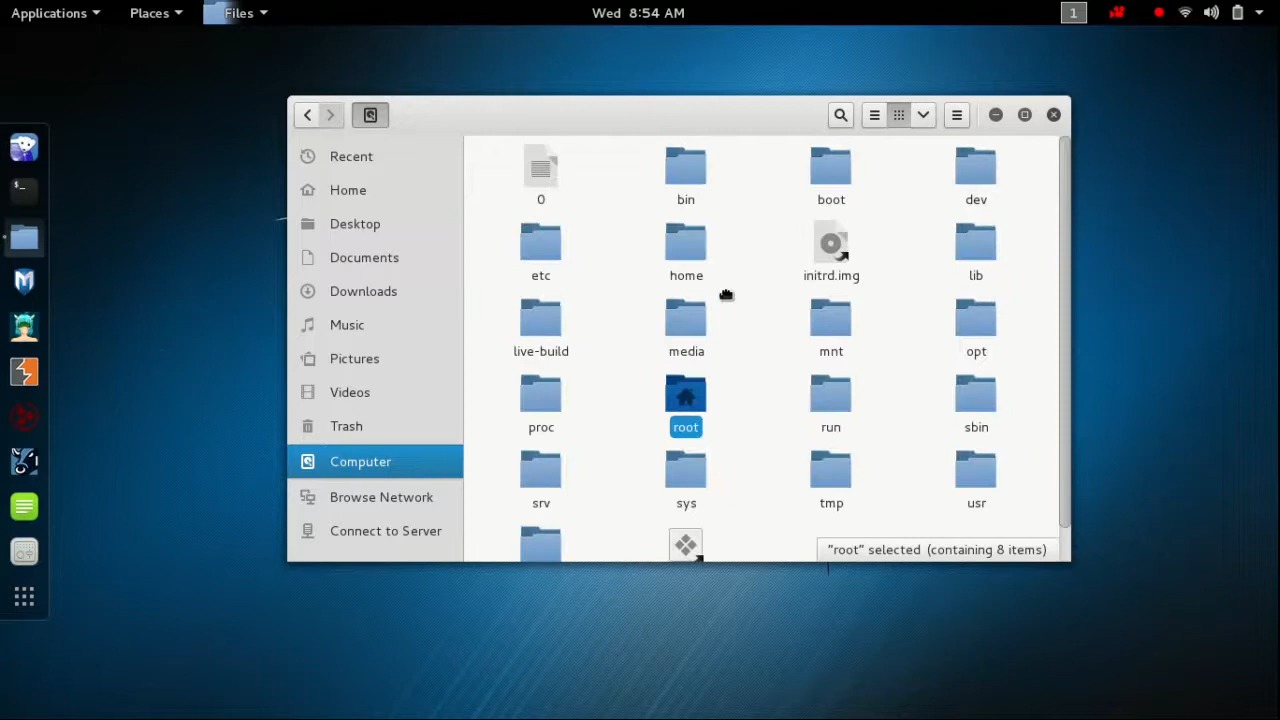 Applications Places Files Wed 8:54 AM 1
Recent
Home
Desktop
Documents
Downloads
Music
Pictures
Videos
Trash
Computer
Browse Network
Connect to Server
0 bin boot dev
etc home initrd.img lib
live-build media mnt opt
proc root run sbin
srv sys tmp usr
"root" selected (containing 8 items)